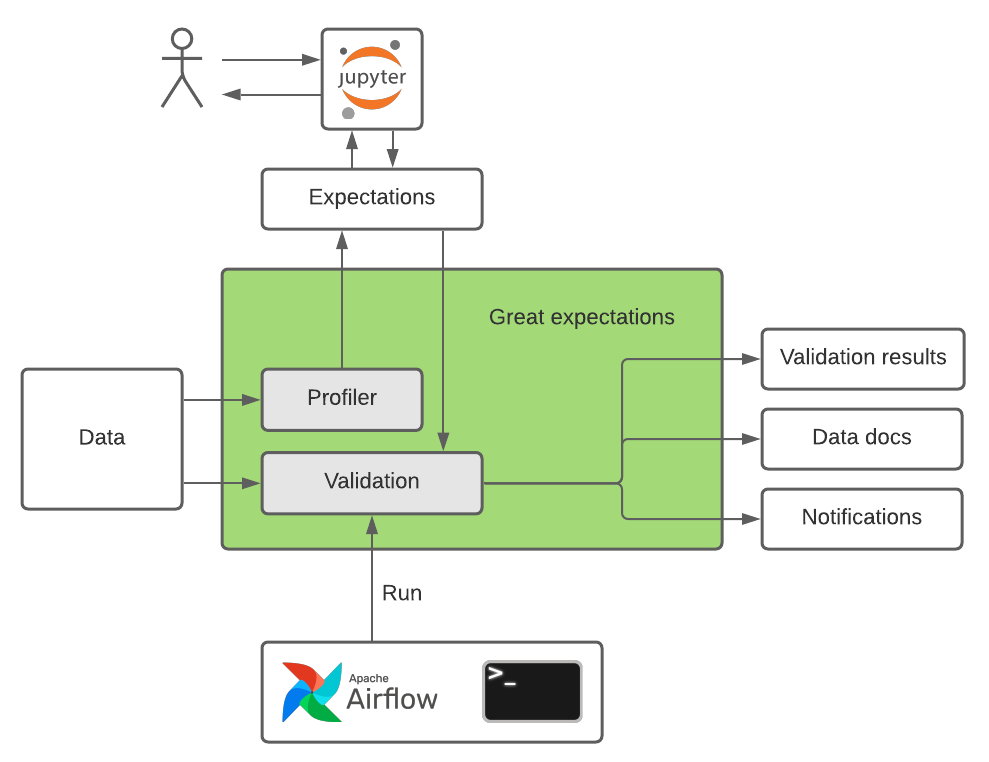 jupyter
Expectations
Great expectations
Validation results
Profiler
Data
Data docs
Validation
Notifications
Run
Apache
Airflow
>_